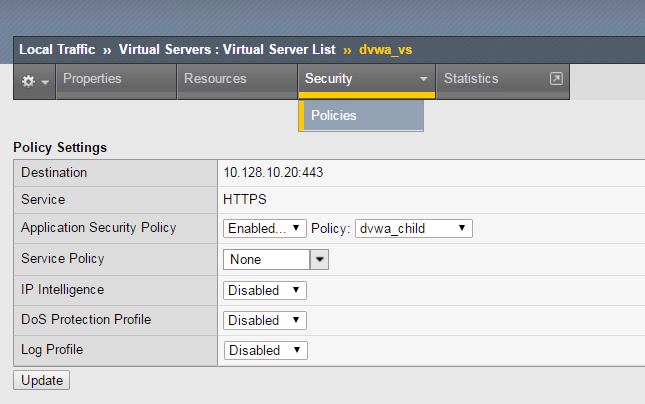 Local Traffic ›› Virtual Servers : Virtual Server List ›› dvwa_vs
Properties Resources Security Statistics
Policies
Policy Settings
Destination 10.128.10.20:443
Service HTTPS
Application Security Policy Enabled... Policy: dvwa_child
Service Policy None
IP Intelligence Disabled
DoS Protection Profile Disabled
Log Profile Disabled
Update